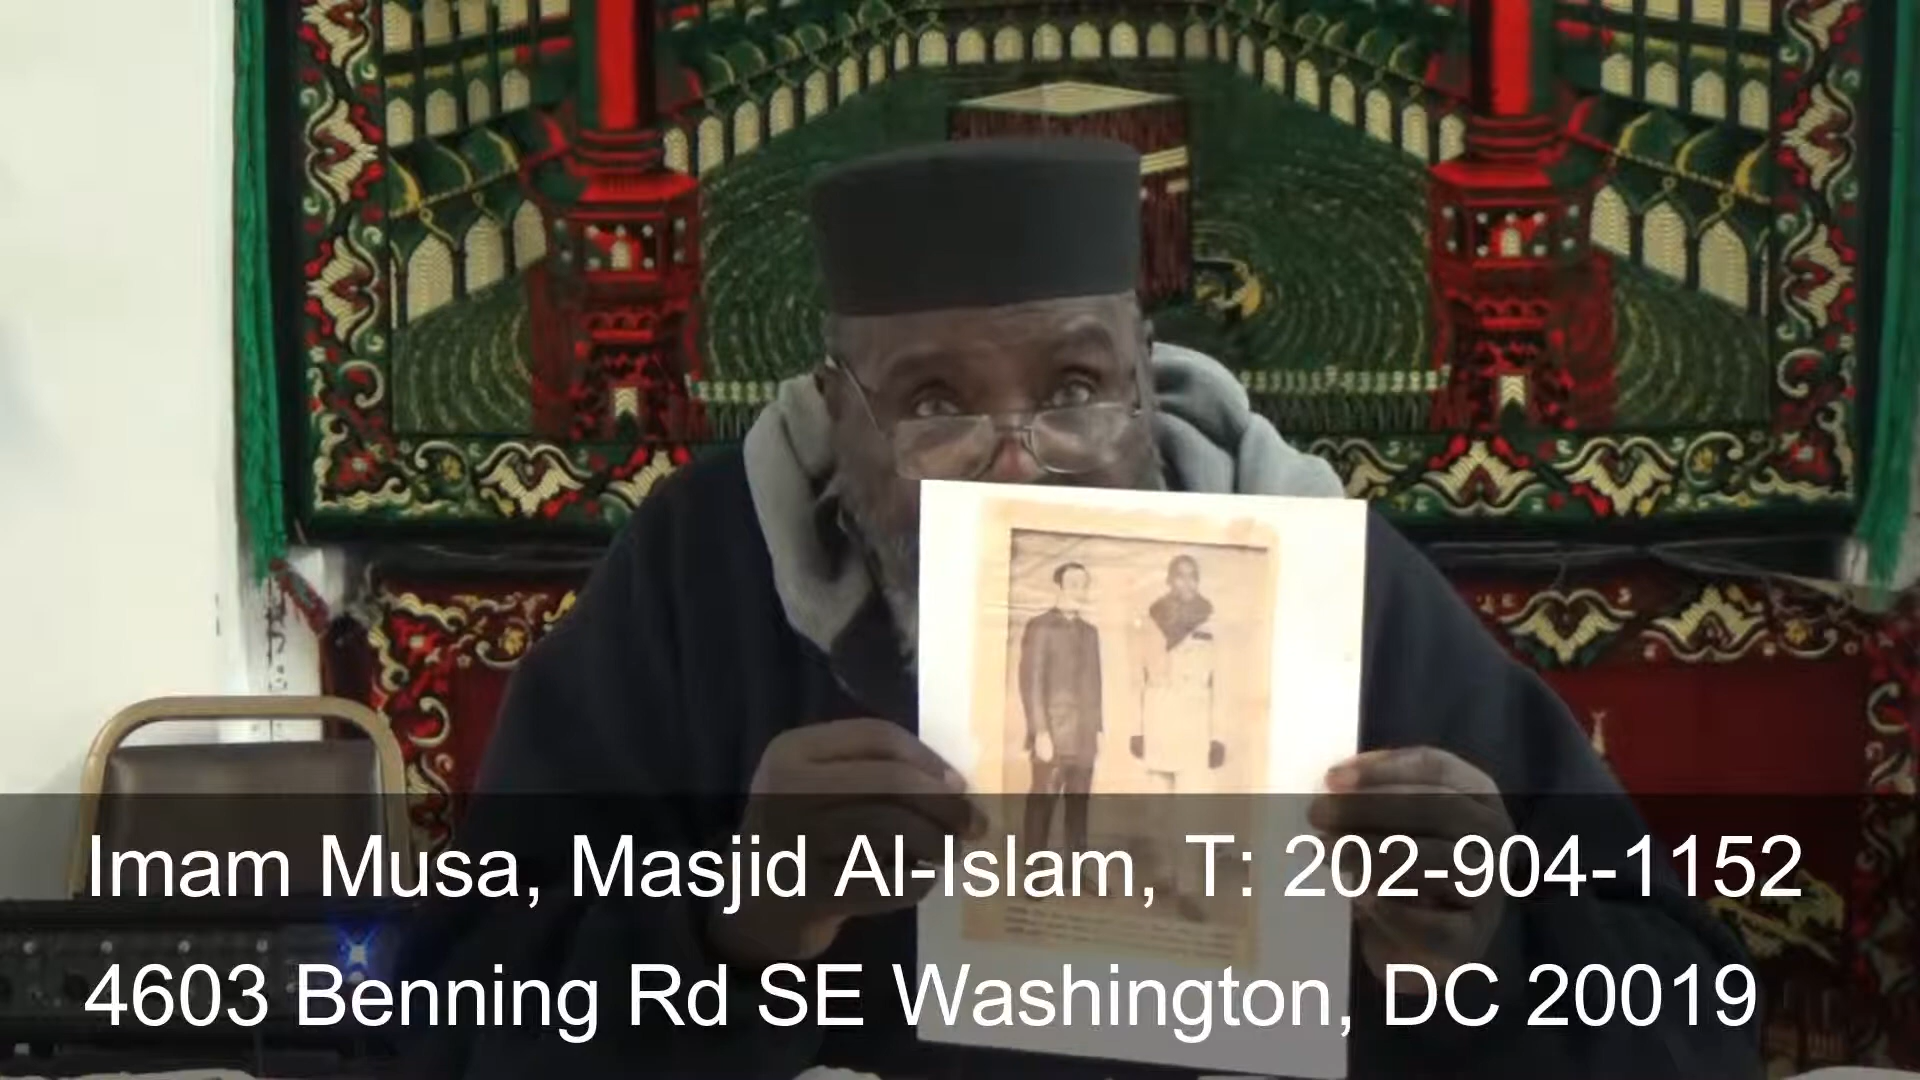 Imam Musa, Masjid Al-Islam, T: 202-904-1152
4603 Benning Rd SE Washington, DC 20019